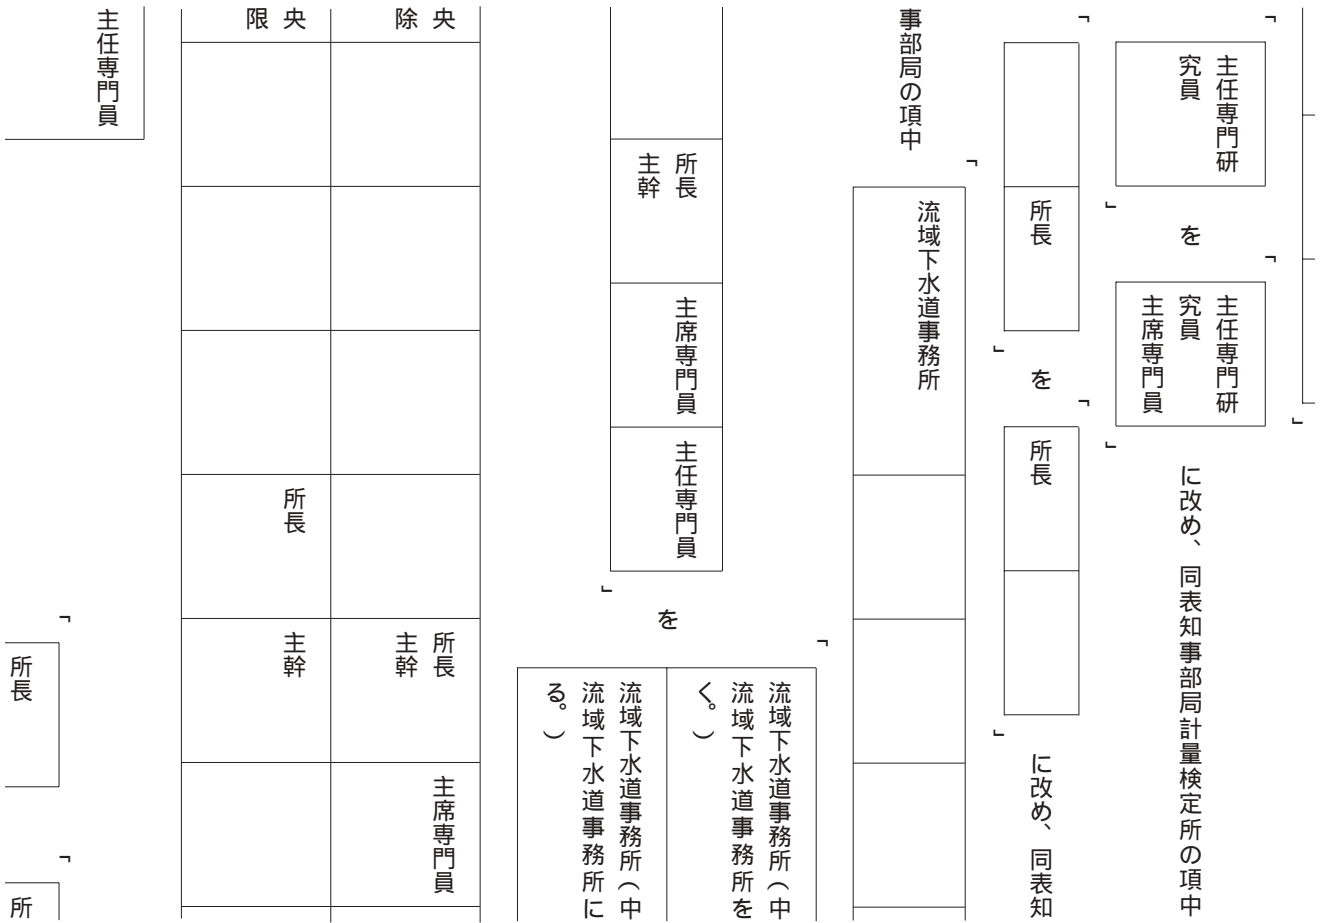 「
主任専門研
究員
」
を
「
主任専門研
究員
主席専門員
」
に改め、同表知事部局計量検定所の項中
「
所長
」
を
「
所長
」
に改め、同表知
事部局の項中
「
流域下水道事務所
所長
主幹
主席専門員
主任専門員
」
を
「
流域下水道事務所(中
流域下水道事務所を
く。)
流域下水道事務所(中
流域下水道事務所に
る。)
央
除
所長
主幹
主席専門員
央
限
所長
主幹
主任専門員
「
所長
「
所
」